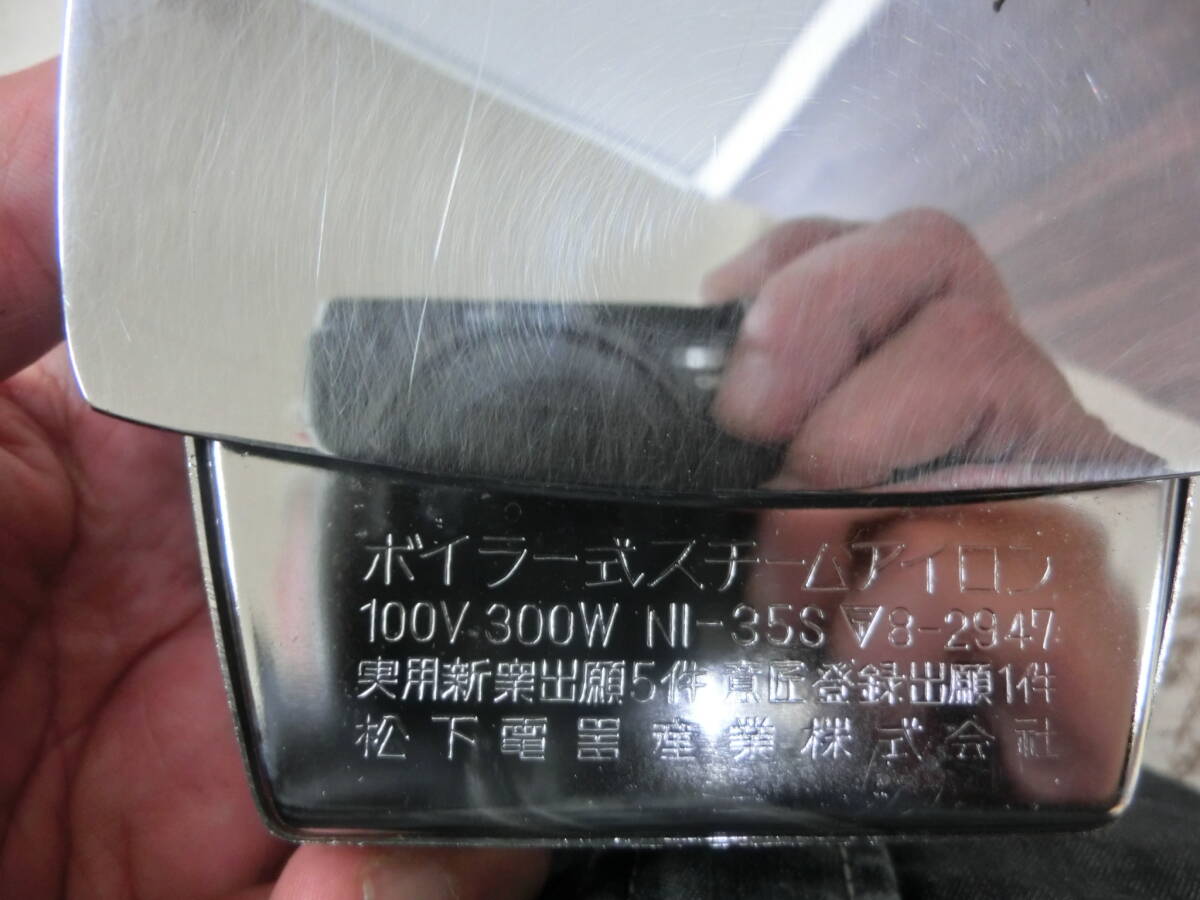 ボイラー式スチームアイロン
100V 300W NI-35S ▽8-2947
実用新案出願5件 意匠登録出願1件
松下電器産業株式会社